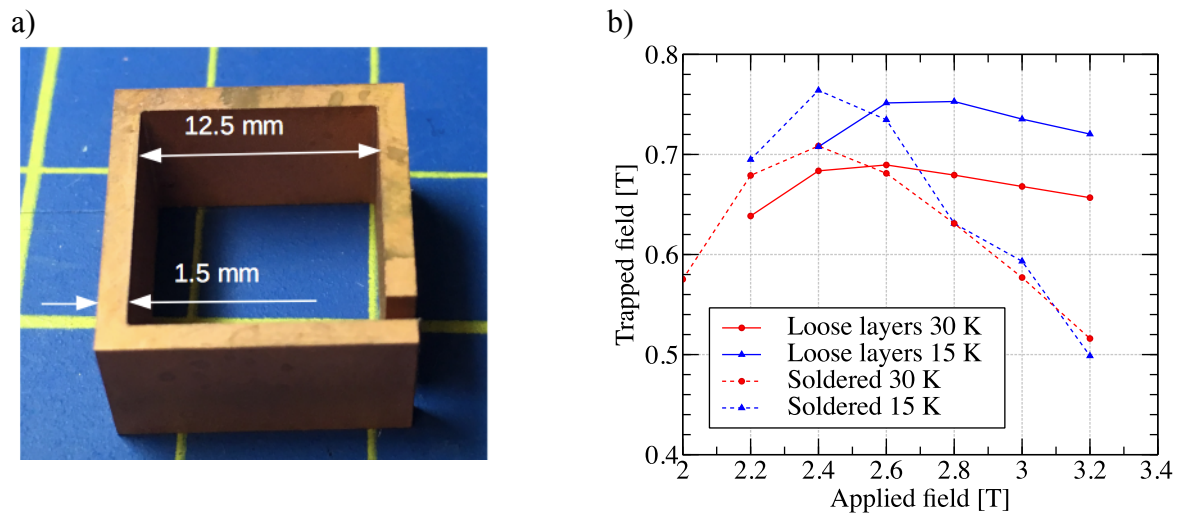 a)
12.5 mm
1.5 mm
b)
Trapped field [T]
0.8
0.7
0.6
0.5
0.4
Loose layers 30 K
Loose layers 15 K
Soldered 30 K
Soldered 15 K
2 2.2 2.4 2.6 2.8 3 3.2 3.4
Applied field [T]